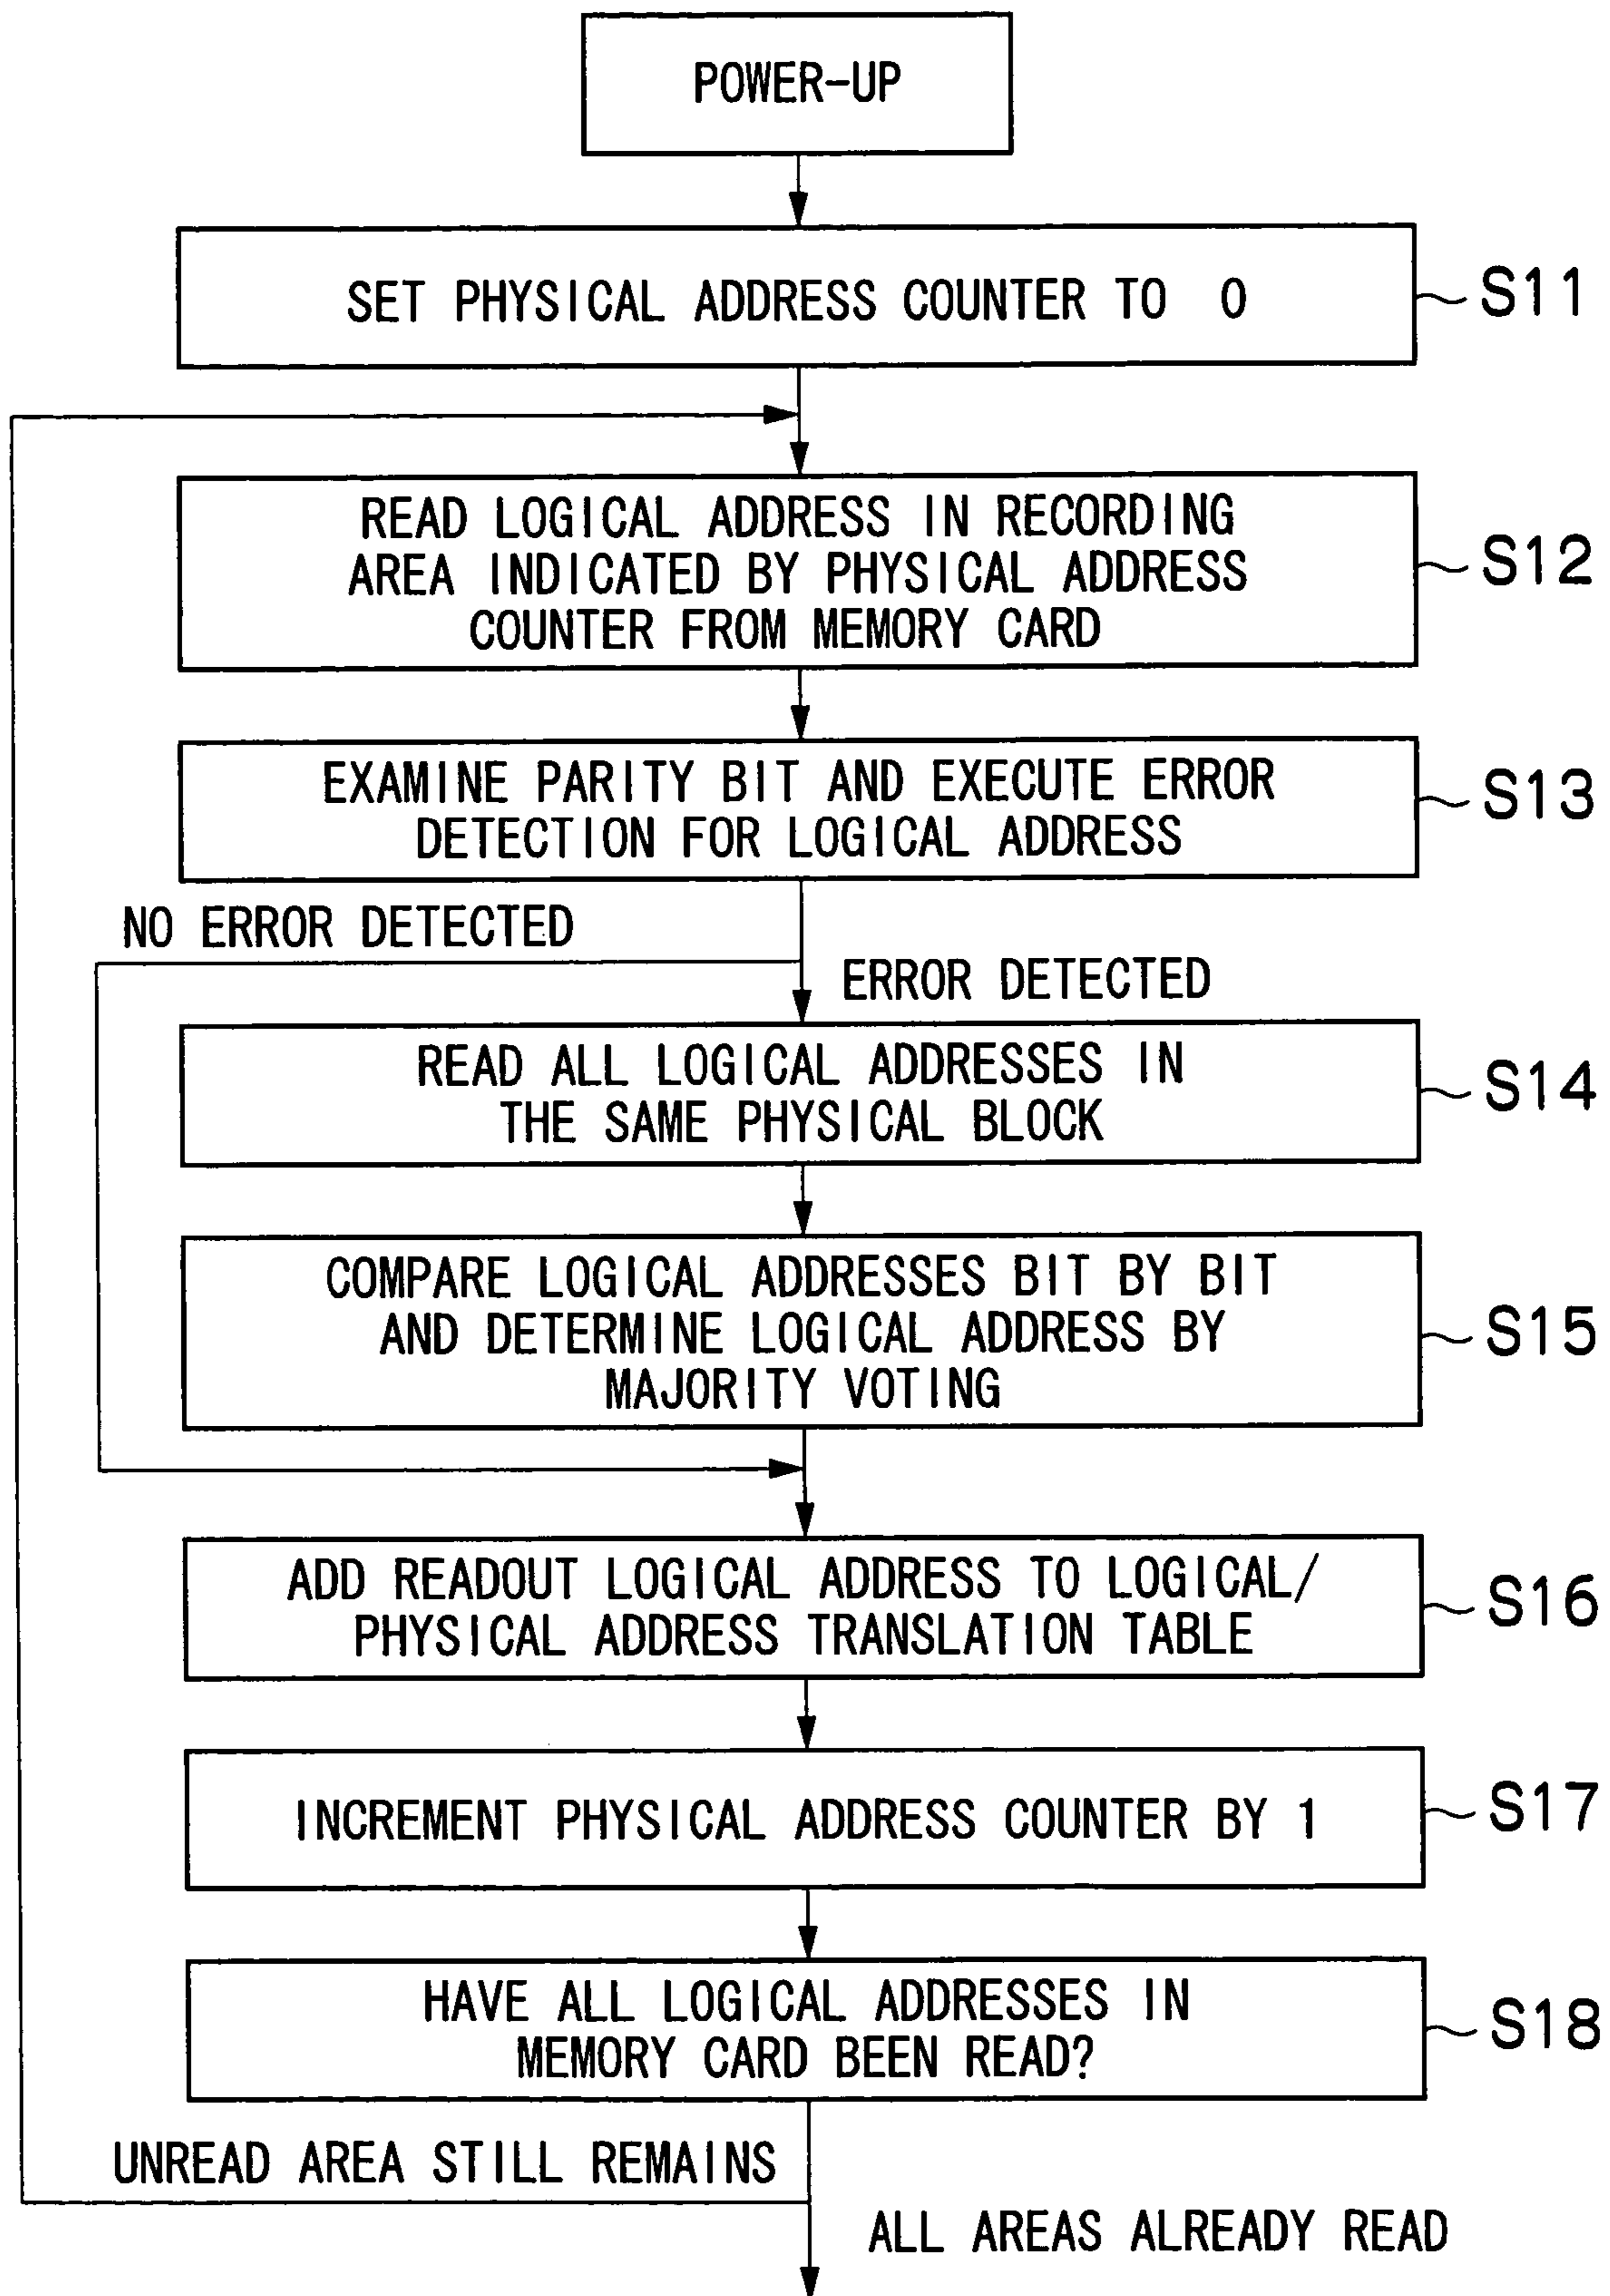 POWER-UP
SET PHYSICAL ADDRESS COUNTER TO 0
S11
READ LOGICAL ADDRESS IN RECORDING
AREA INDICATED BY PHYSICAL ADDRESS
COUNTER FROM MEMORY CARD
S12
EXAMINE PARITY BIT AND EXECUTE ERROR
DETECTION FOR LOGICAL ADDRESS
S13
NO ERROR DETECTED
ERROR DETECTED
READ ALL LOGICAL ADDRESSES IN
THE SAME PHYSICAL BLOCK
S14
COMPARE LOGICAL ADDRESSES BIT BY BIT
AND DETERMINE LOGICAL ADDRESS BY
MAJORITY VOTING
S15
ADD READOUT LOGICAL ADDRESS TO LOGICAL/
PHYSICAL ADDRESS TRANSLATION TABLE
S16
INCREMENT PHYSICAL ADDRESS COUNTER BY 1
S17
HAVE ALL LOGICAL ADDRESSES IN
MEMORY CARD BEEN READ?
S18
UNREAD AREA STILL REMAINS
ALL AREAS ALREADY READ